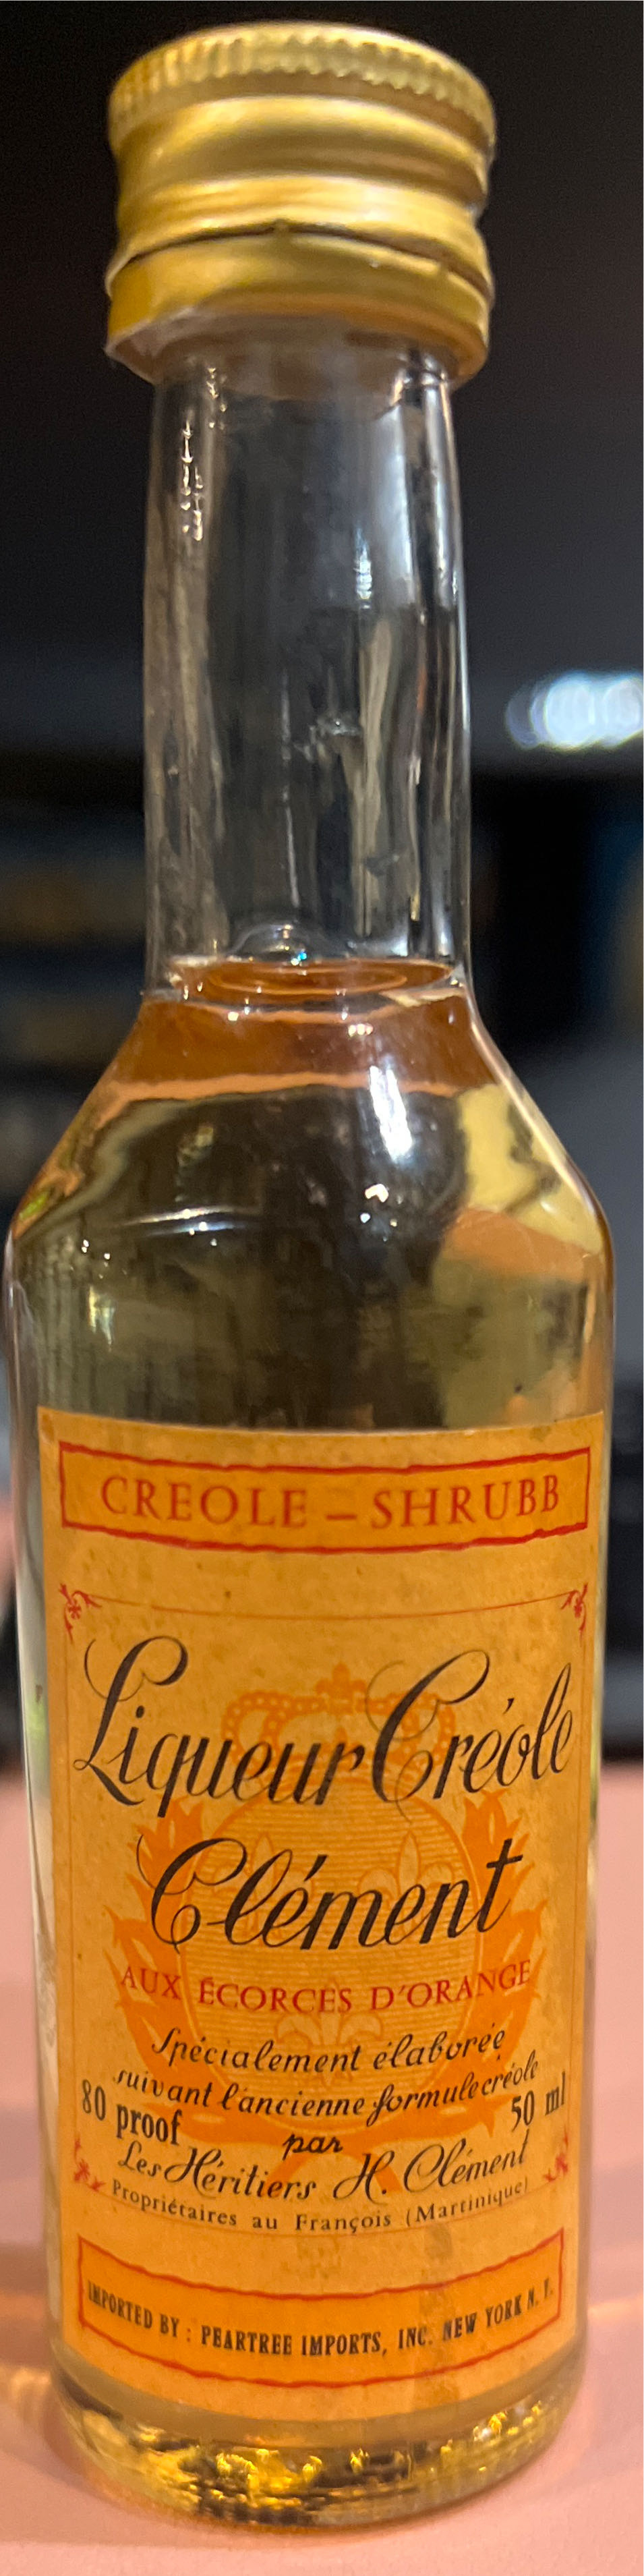 CREOLE – SHRUBB
Liqueur Créole
Clément
AUX ÉCORCES D'ORANGE
Spécialement élaborée
suivant l'ancienne formule créole
80 proof par 50 ml
Les Héritiers H. Clément
Propriétaires au François (Martinique)
IMPORTED BY : PEARTREE IMPORTS, INC. NEW YORK N. Y.